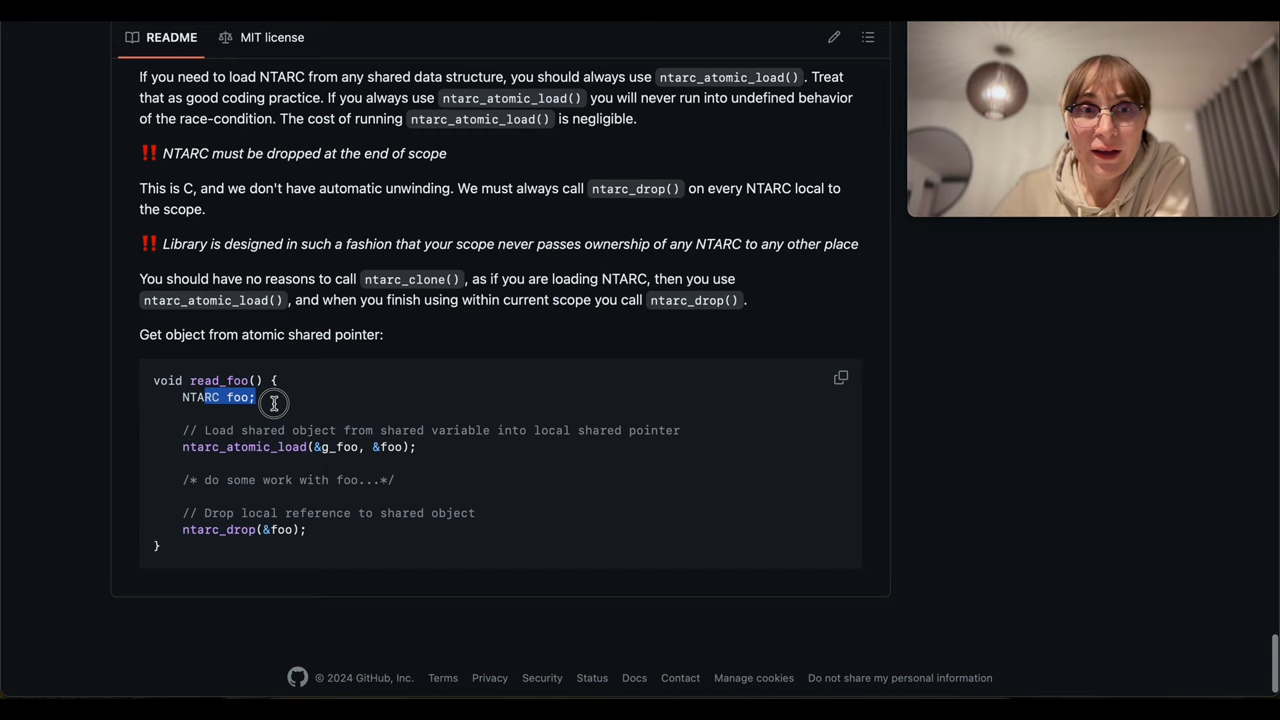 README MIT license
If you need to load NTARC from any shared data structure, you should always use ntarc_atomic_load(). Treat
that as good coding practice. If you always use ntarc_atomic_load() you will never run into undefined behavior
of the race-condition. The cost of running ntarc_atomic_load() is negligible.
‼️ NTARC must be dropped at the end of scope
This is C, and we don't have automatic unwinding. We must always call ntarc_drop() on every NTARC local to
the scope.
‼️ Library is designed in such a fashion that your scope never passes ownership of any NTARC to any other place
You should have no reasons to call ntarc_clone(), as if you are loading NTARC, then you use
ntarc_atomic_load(), and when you finish using within current scope you call ntarc_drop().
Get object from atomic shared pointer:
void read_foo() {
NTARC foo;
// Load shared object from shared variable into local shared pointer
ntarc_atomic_load(&g_foo, &foo);
/* do some work with foo...*/
// Drop local reference to shared object
ntarc_drop(&foo);
}
© 2024 GitHub, Inc. Terms Privacy Security Status Docs Contact Manage cookies Do not share my personal information